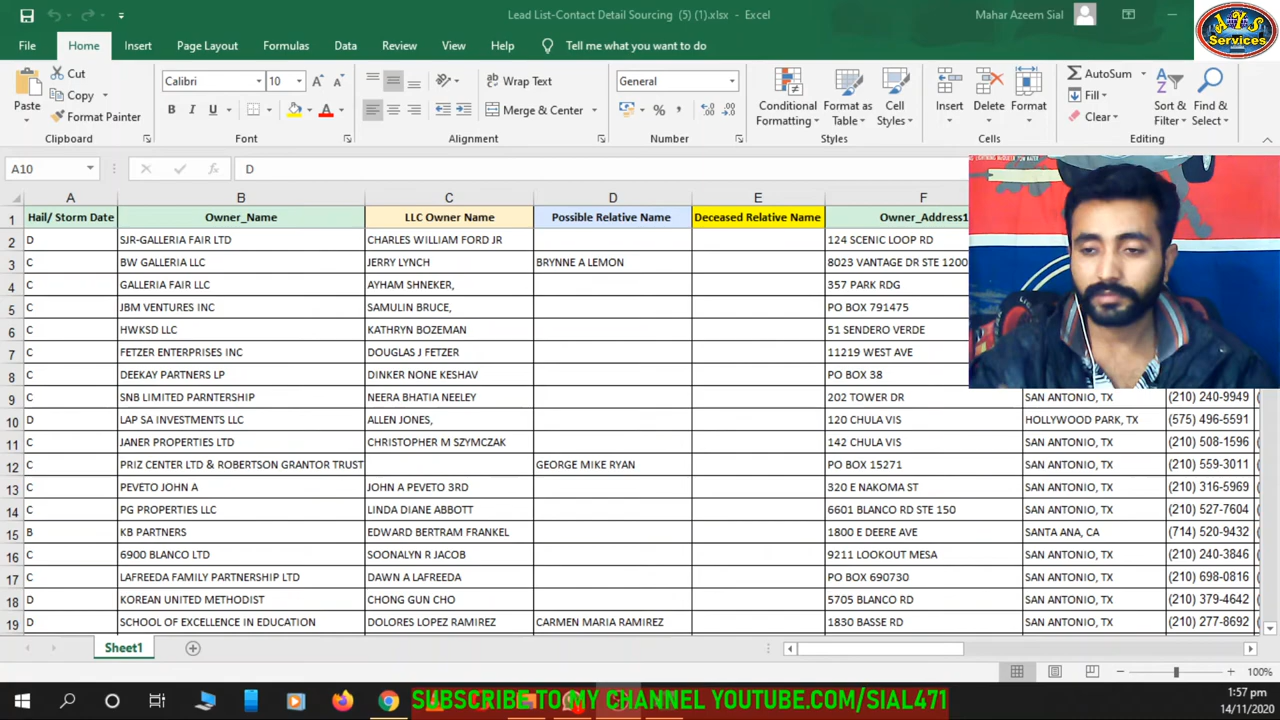 Lead List-Contact Detail Sourcing (5) (1).xlsx - Excel
Mahar Azeem Sial
AYS
Services
File Home Insert Page Layout Formulas Data Review View Help Tell me what you want to do
Paste
Cut
Copy
Format Painter
Clipboard
Calibri 10
B I U
Font
Wrap Text
Merge & Center
Alignment
General
Number
Conditional Formatting
Format as Table
Cell Styles
Styles
Insert Delete Format
Cells
AutoSum
Fill
Clear
Sort & Filter
Find & Select
Editing
A10 D
A B C D E F
1 Hail/ Storm Date Owner_Name LLC Owner Name Possible Relative Name Deceased Relative Name Owner_Address1
2 D SJR-GALLERIA FAIR LTD CHARLES WILLIAM FORD JR 124 SCENIC LOOP RD
3 C BW GALLERIA LLC JERRY LYNCH BRYNNE A LEMON 8023 VANTAGE DR STE 1200
4 C GALLERIA FAIR LLC AYHAM SHNEKER, 357 PARK RDG
5 C JBM VENTURES INC SAMULIN BRUCE, PO BOX 791475
6 C HWKSD LLC KATHRYN BOZEMAN 51 SENDERO VERDE
7 C FETZER ENTERPRISES INC DOUGLAS J FETZER 11219 WEST AVE
8 C DEEKAY PARTNERS LP DINKER NONE KESHAV PO BOX 38
9 C SNB LIMITED PARNTERSHIP NEERA BHATIA NEELEY 202 TOWER DR SAN ANTONIO, TX (210) 240-9949
10 D LAP SA INVESTMENTS LLC ALLEN JONES, 120 CHULA VIS HOLLYWOOD PARK, TX (575) 496-5591
11 C JANER PROPERTIES LTD CHRISTOPHER M SZYMCZAK 142 CHULA VIS SAN ANTONIO, TX (210) 508-1596
12 C PRIZ CENTER LTD & ROBERTSON GRANTOR TRUST GEORGE MIKE RYAN PO BOX 15271 SAN ANTONIO, TX (210) 559-3011
13 C PEVETO JOHN A JOHN A PEVETO 3RD 320 E NAKOMA ST SAN ANTONIO, TX (210) 316-5969
14 C PG PROPERTIES LLC LINDA DIANE ABBOTT 6601 BLANCO RD STE 150 SAN ANTONIO, TX (210) 527-7604
15 B KB PARTNERS EDWARD BERTRAM FRANKEL 1800 E DEERE AVE SANTA ANA, CA (714) 520-9432
16 C 6900 BLANCO LTD SOONALYN R JACOB 9211 LOOKOUT MESA SAN ANTONIO, TX (210) 240-3846
17 C LAFREEDA FAMILY PARTNERSHIP LTD DAWN A LAFREEDA PO BOX 690730 SAN ANTONIO, TX (210) 698-0816
18 D KOREAN UNITED METHODIST CHONG GUN CHO 5705 BLANCO RD SAN ANTONIO, TX (210) 379-4642
19 D SCHOOL OF EXCELLENCE IN EDUCATION DOLORES LOPEZ RAMIREZ CARMEN MARIA RAMIREZ 1830 BASSE RD SAN ANTONIO, TX (210) 277-8692
Sheet1
100%
SUBSCRIBE TO MY CHANNEL YOUTUBE.COM/SIAL471
1:57 pm
14/11/2020